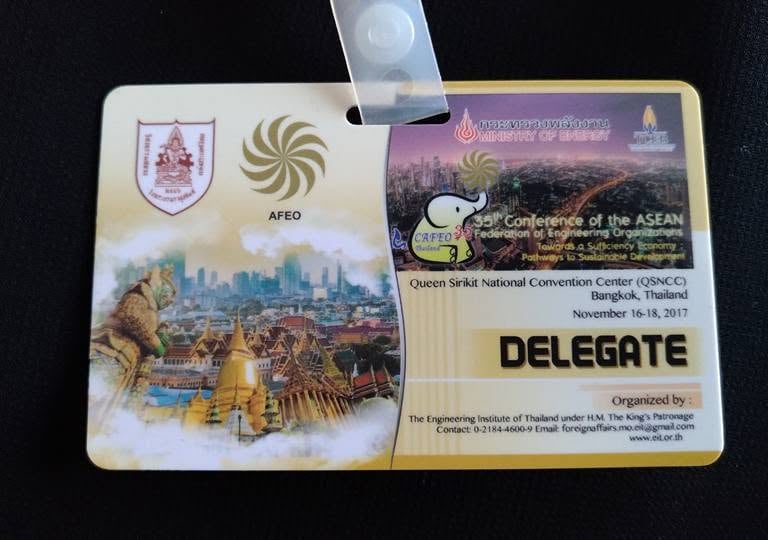 AFEO
กระทรวงพลังงาน
MINISTRY OF ENERGY
TCEB
CAFEO 35
Thailand
35th Conference of the ASEAN
Federation of Engineering Organizations
Towards a Sufficiency Economy :
Pathways to Sustainable Development
Queen Sirikit National Convention Center (QSNCC)
Bangkok, Thailand
November 16-18, 2017
DELEGATE
Organized by :
The Engineering Institute of Thailand under H.M. The King's Patronage
Contact: 0-2184-4600-9 Email: foreignaffairs.mo.eit@gmail.com
www.eit.or.th